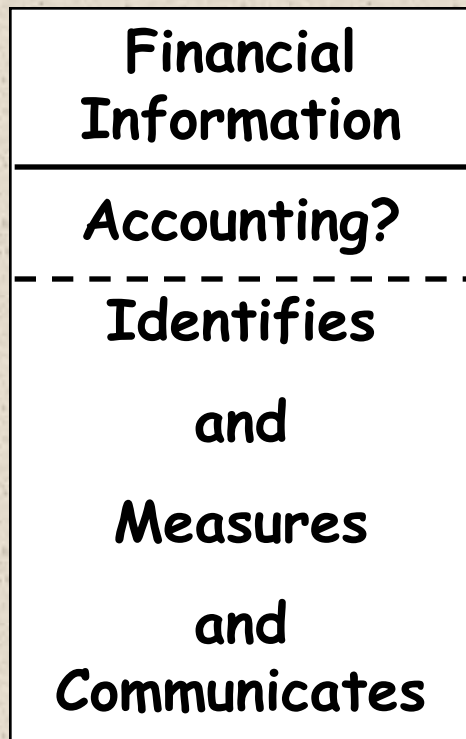 Financial
Information
Accounting?
Identifies
and
Measures
and
Communicates